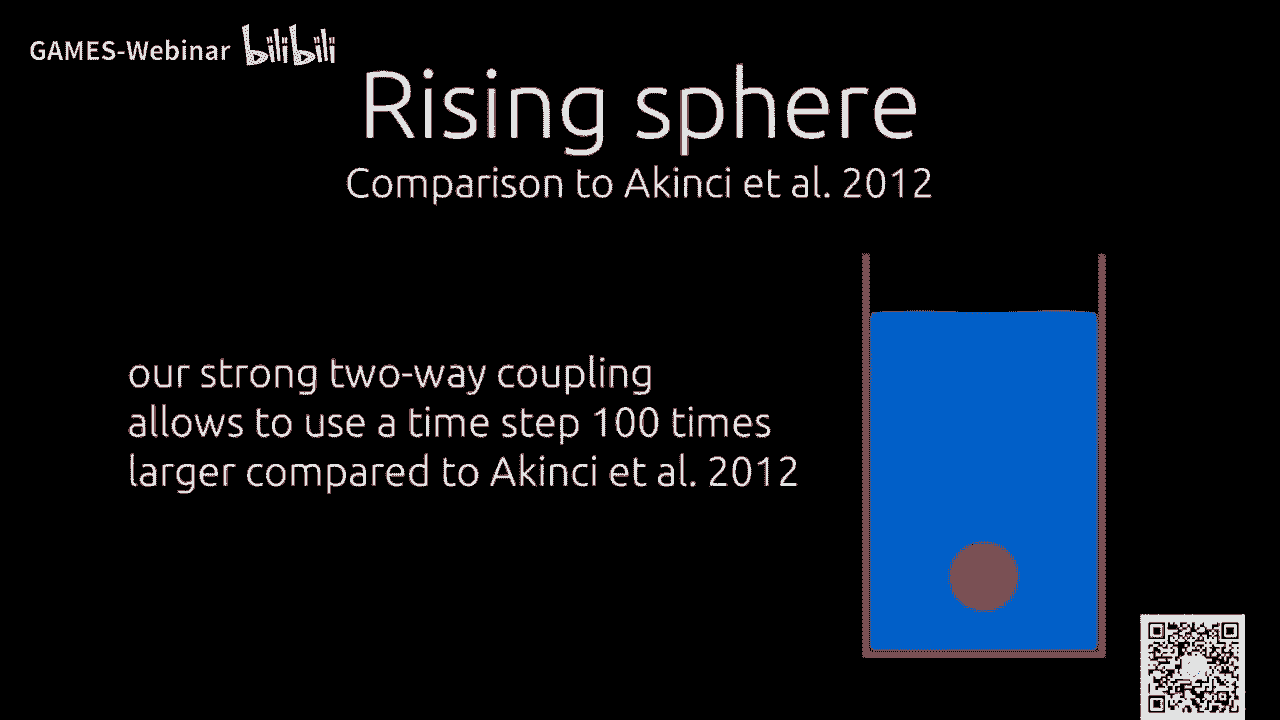 GAMES-Webinar bilibili
Rising sphere
Comparison to Akinci et al. 2012
our strong two-way coupling
allows to use a time step 100 times
larger compared to Akinci et al. 2012